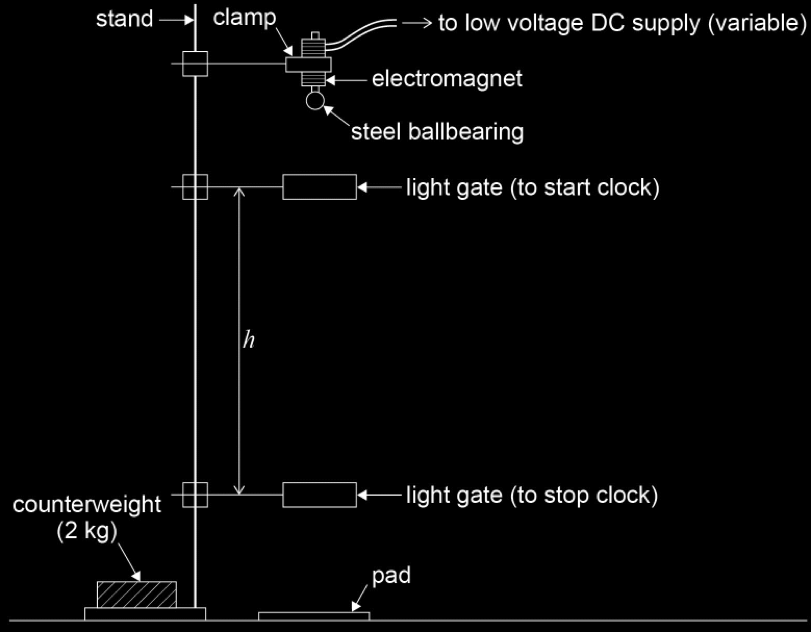 stand
clamp
to low voltage DC supply (variable)
electromagnet
steel ballbearing
light gate (to start clock)
h
light gate (to stop clock)
counterweight
(2 kg)
pad